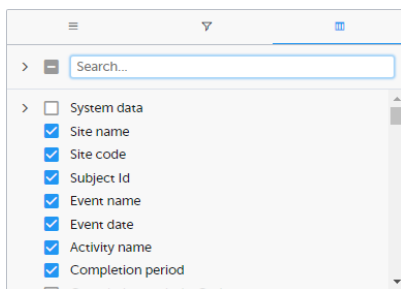 Search...
System data
Site name
Site code
Subject Id
Event name
Event date
Activity name
Completion period